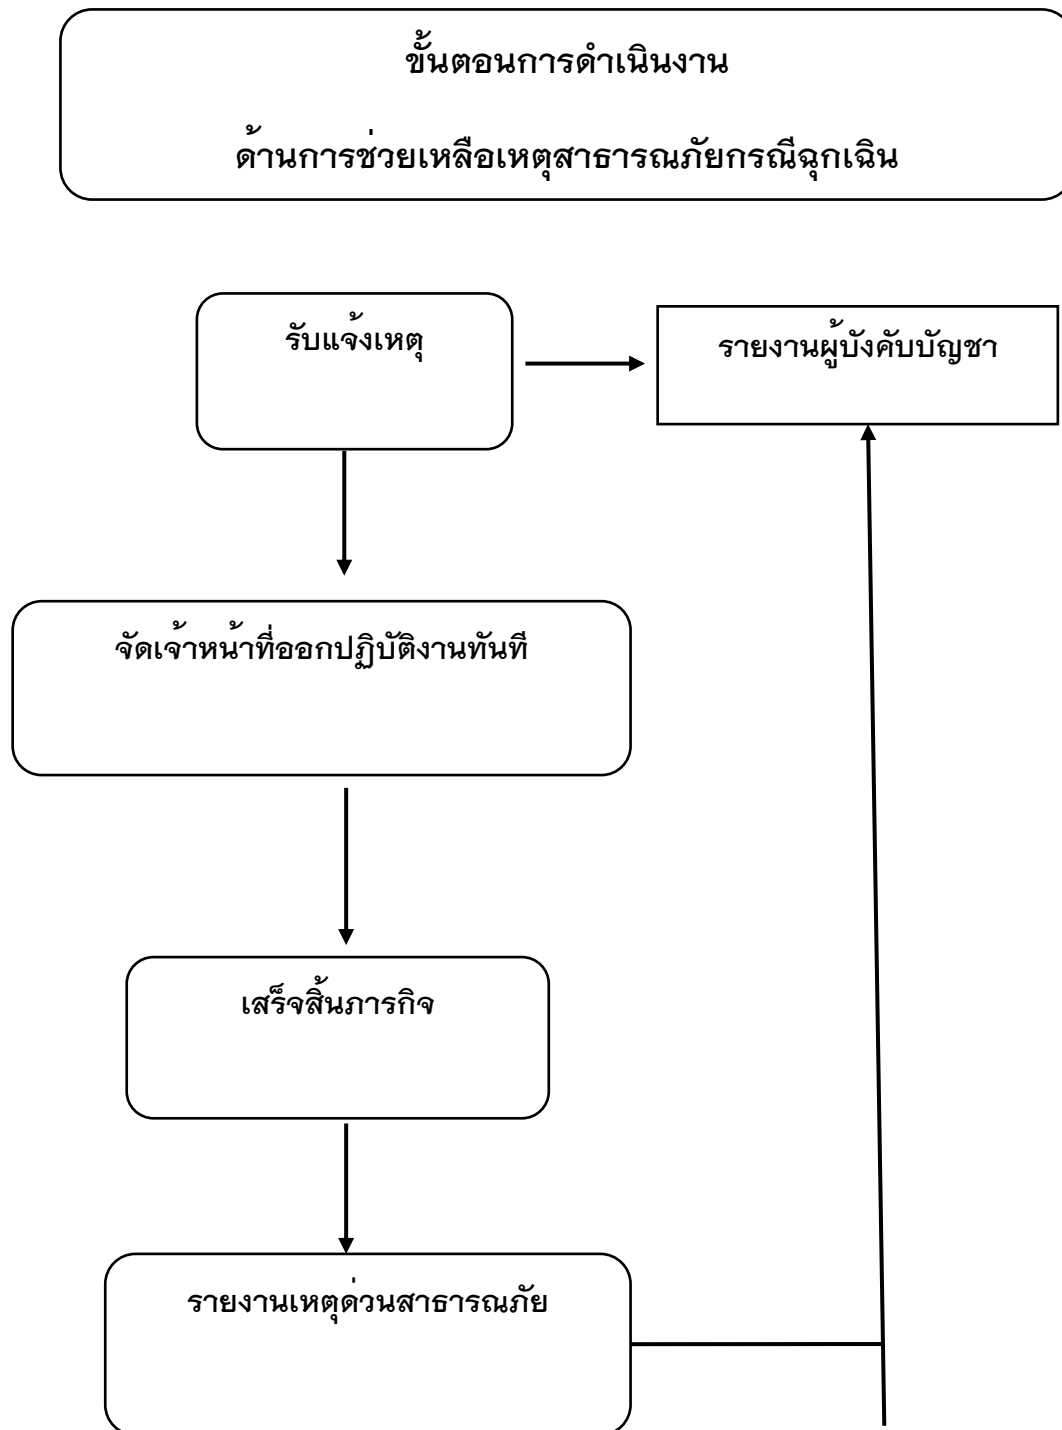 ขั้นตอนการดำเนินงาน
ด้านการช่วยเหลือเหตุสาธารณภัยกรณีฉุกเฉิน
รับแจ้งเหตุ
รายงานผู้บังคับบัญชา
จัดเจ้าหน้าที่ออกปฏิบัติงานทันที
เสร็จสิ้นภารกิจ
รายงานเหตุด่วนสาธารณภัย